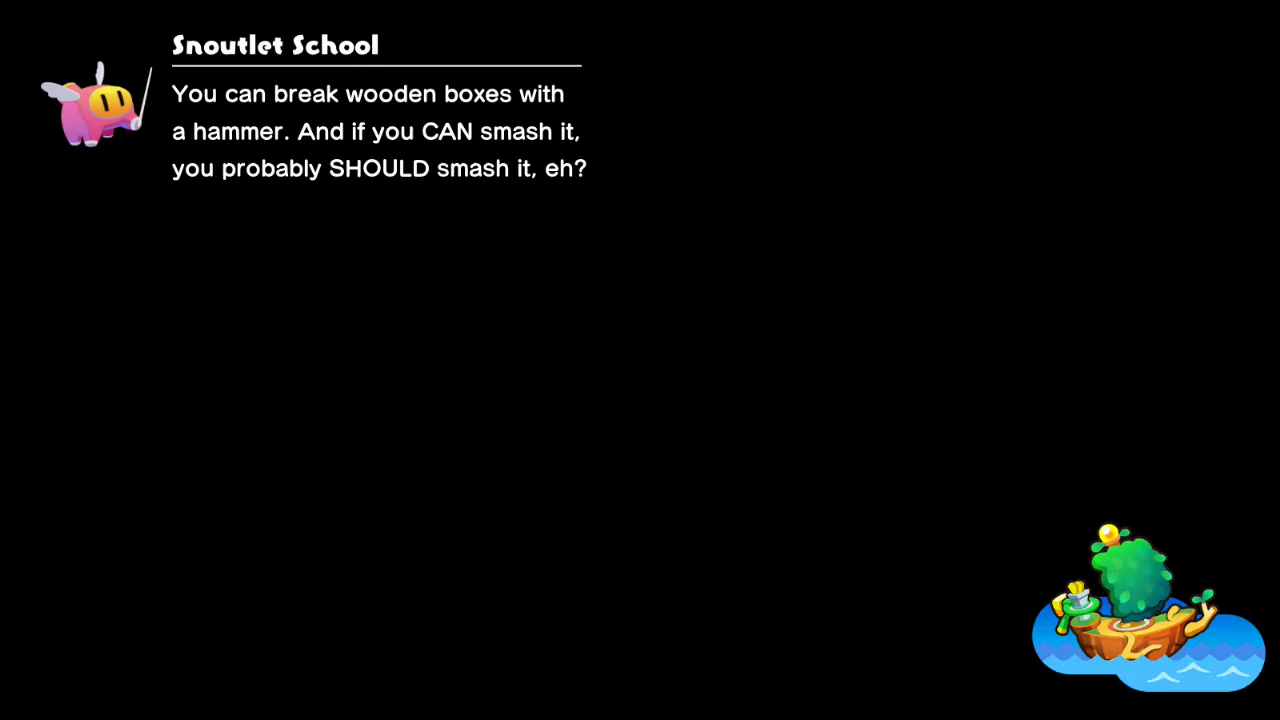 Snoutlet School
You can break wooden boxes with
a hammer. And if you CAN smash it,
you probably SHOULD smash it, eh?